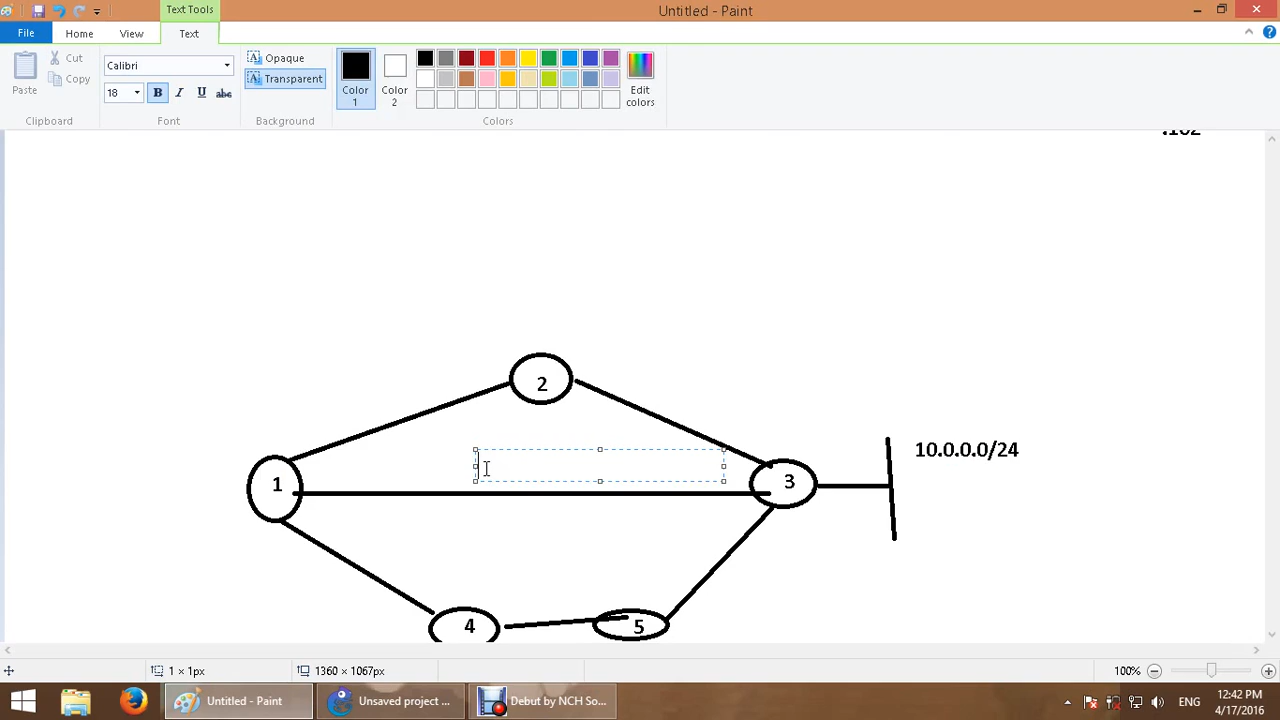 Text Tools
Untitled - Paint
File
Home
View
Text
Paste
Cut
Copy
Clipboard
Calibri
18
B
I
U
abc
Font
Opaque
Transparent
Background
Color 1
Color 2
Edit colors
Colors
.102
2
1
3
10.0.0.0/24
4
5
1 × 1px
1360 × 1067px
100%
Untitled - Paint
Unsaved project ...
Debut by NCH So...
ENG
12:42 PM
4/17/2016